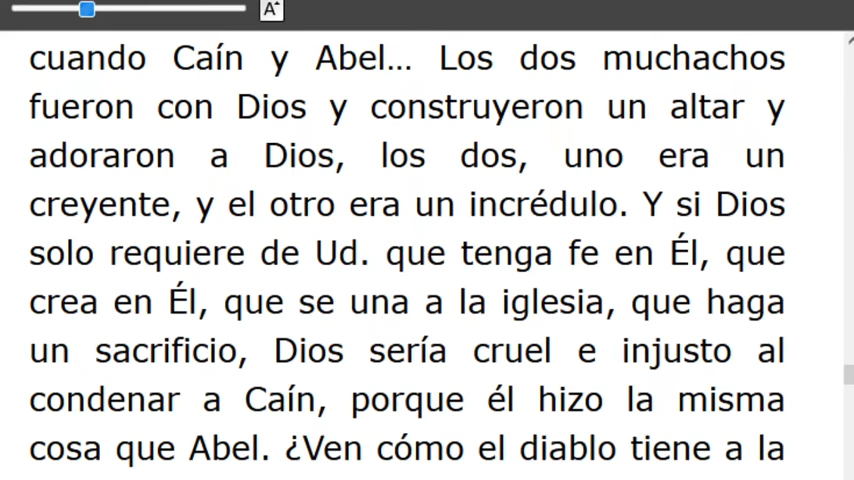 A
cuando Caín y Abel... Los dos muchachos
fueron con Dios y construyeron un altar y
adoraron a Dios, los dos, uno era un
creyente, y el otro era un incrédulo. Y si Dios
solo requiere de Ud. que tenga fe en Él, que
crea en Él, que se una a la iglesia, que haga
un sacrificio, Dios sería cruel e injusto al
condenar a Caín, porque él hizo la misma
cosa que Abel. ¿Ven cómo el diablo tiene a la